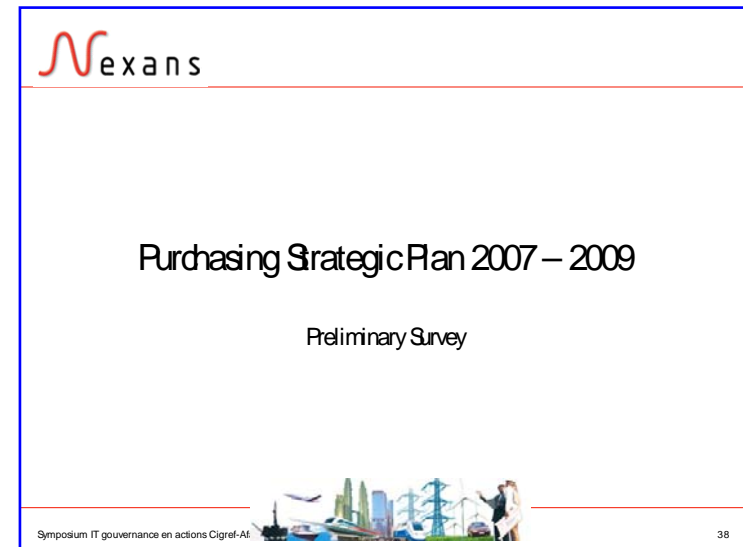 Nexans
Purchasing Strategic Plan 2007 – 2009
Preliminary Survey
Symposium IT gouvernance en actions Cigref-Af
38